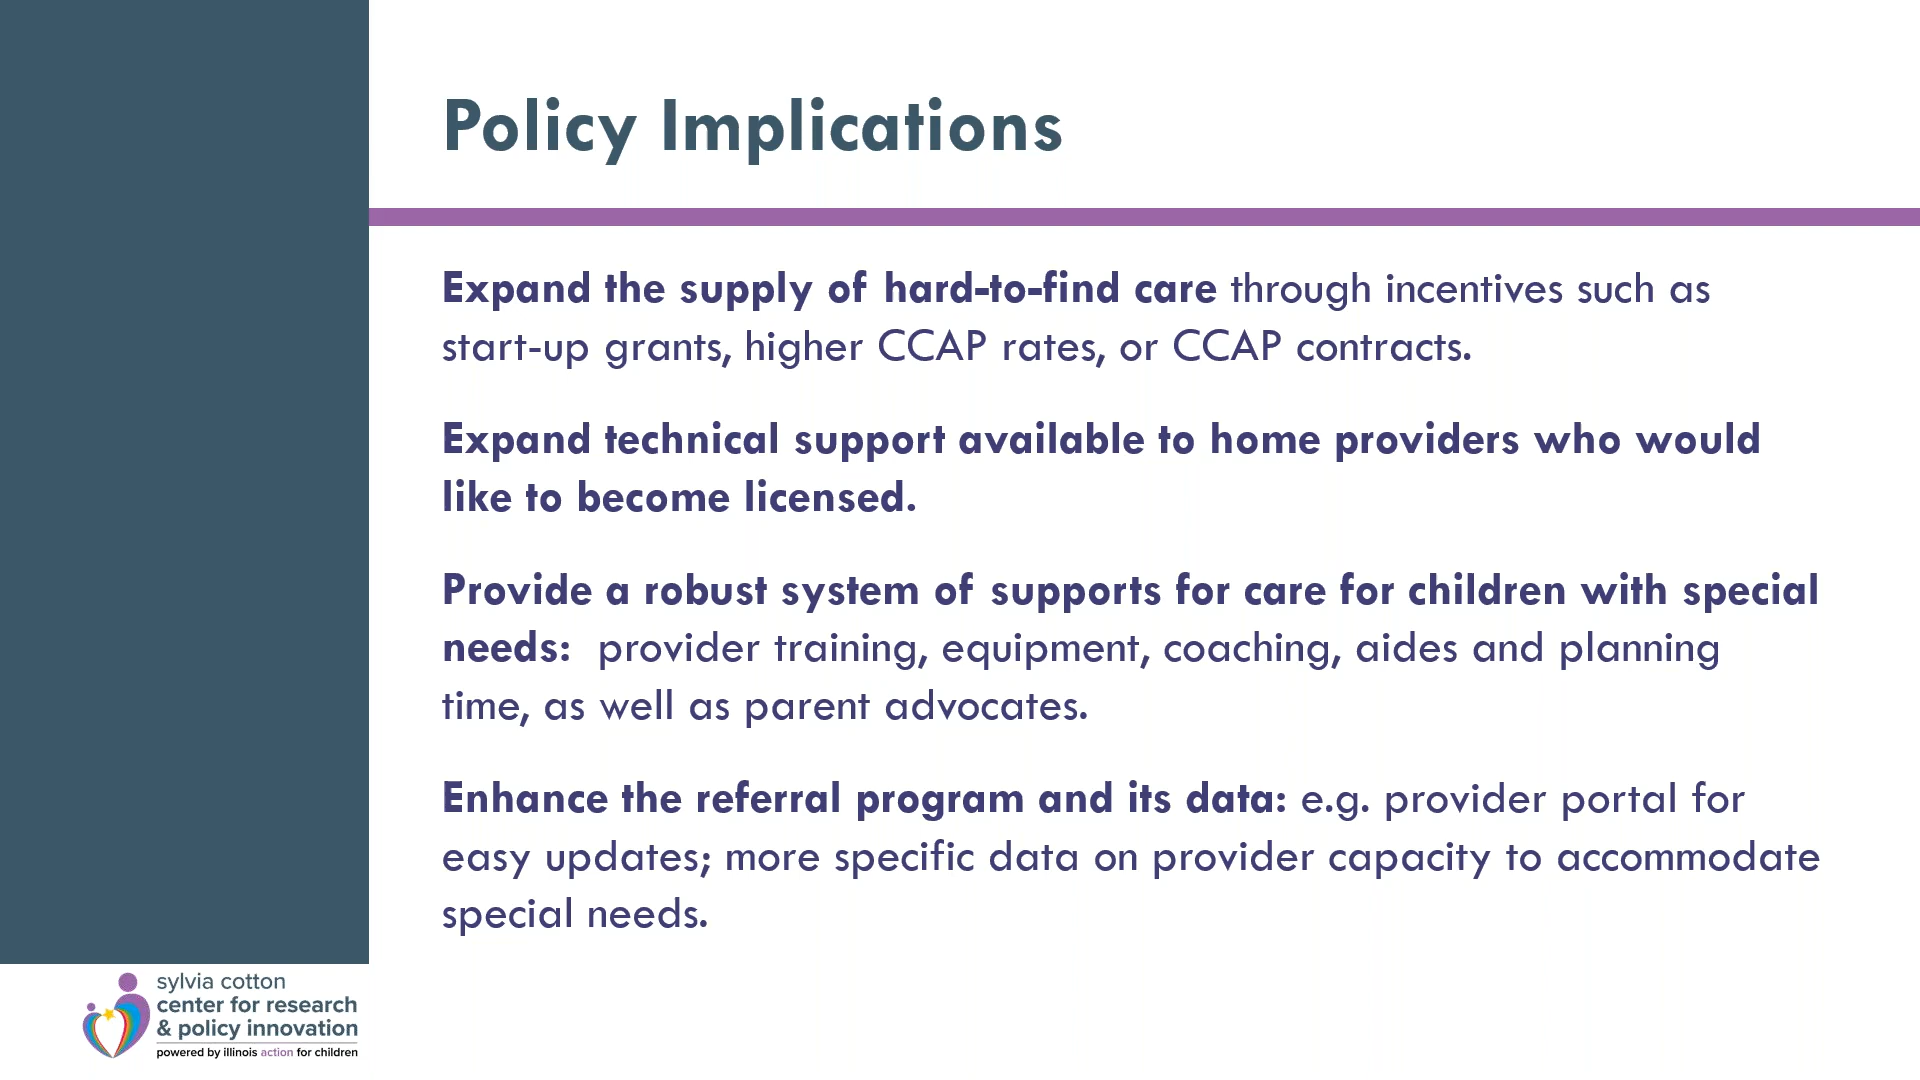 Policy Implications
Expand the supply of hard-to-find care through incentives such as
start-up grants, higher CCAP rates, or CCAP contracts.
Expand technical support available to home providers who would
like to become licensed.
Provide a robust system of supports for care for children with special
needs:  provider training, equipment, coaching, aides and planning
time, as well as parent advocates.
Enhance the referral program and its data: e.g. provider portal for
easy updates; more specific data on provider capacity to accommodate
special needs.
sylvia cotton
center for research
& policy innovation
powered by illinois action for children